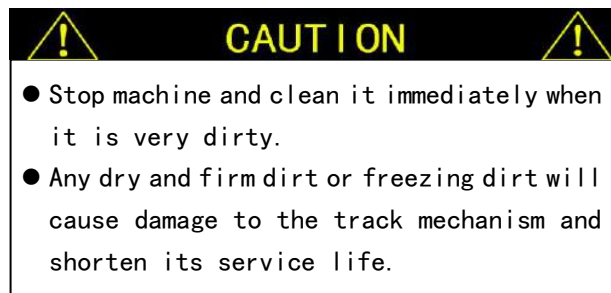 CAUTION
● Stop machine and clean it immediately when
it is very dirty.
● Any dry and firm dirt or freezing dirt will
cause damage to the track mechanism and
shorten its service life.